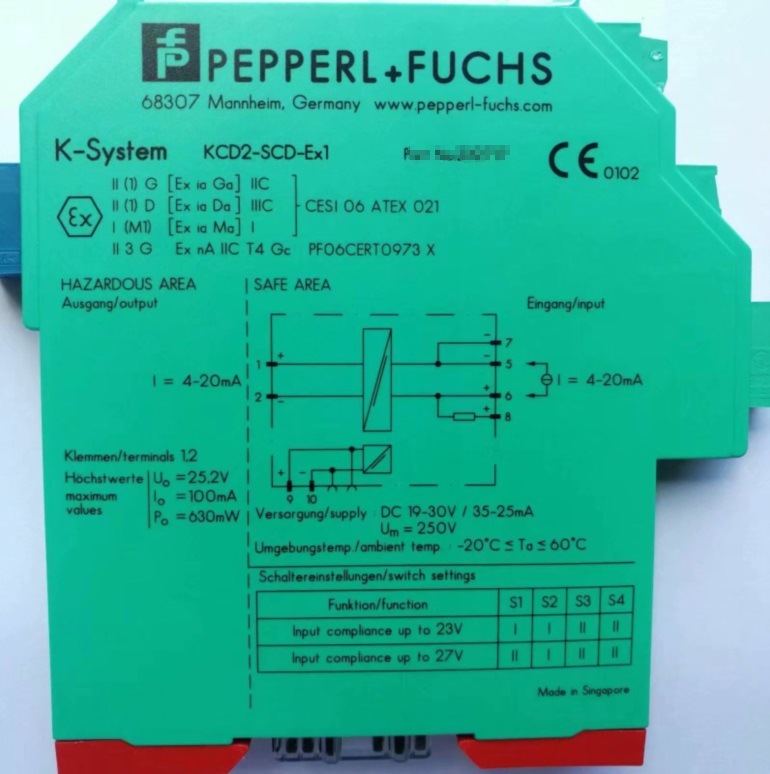 PEPPERL+FUCHS
68307 Mannheim, Germany www.pepperl-fuchs.com
K-System KCD2-SCD-Ex1 CE 0102
II (1) G [Ex ia Ga] IIC
Ex II (1) D [Ex ia Da] IIIC CESI 06 ATEX 021
I (M1) [Ex ia Ma] I
II 3 G Ex nA IIC T4 Gc PF06CERT0973 X
HAZARDOUS AREA SAFE AREA
Ausgang/output Eingang/input
- 7
1 + - 5
I = 4-20mA I = 4-20mA
2 - + 6
+ 8
Klemmen/terminals 1,2
Höchstwerte Uo = 25,2V
maximum Io = 100mA
values Po = 630mW
+ -
9 10
Versorgung/supply : DC 19-30V / 35-25mA
Um = 250V
Umgebungstemp./ambient temp. : -20°C ≤ Ta ≤ 60°C
Schaltereinstellungen/switch settings
Funktion/function S1 S2 S3 S4
Input compliance up to 23V I I II II
Input compliance up to 27V II I II II
Made in Singapore